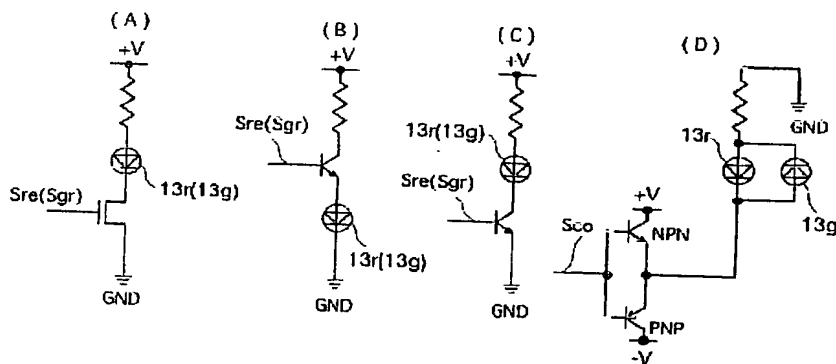 (A)
+V
13r(13g)
Sre(Sgr)
GND
(B)
+V
Sre(Sgr)
13r(13g)
GND
(C)
+V
13r(13g)
Sre(Sgr)
GND
(D)
GND
13r
13g
+V
NPN
Sco
PNP
-V